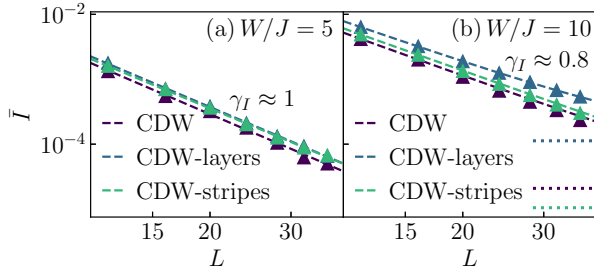 10⁻²
10⁻⁴
Ī
(a) W/J = 5
γ_I ≈ 1
CDW
CDW-layers
CDW-stripes
15 20 30
L
(b) W/J = 10
γ_I ≈ 0.8
CDW
CDW-layers
CDW-stripes
15 20 30
L